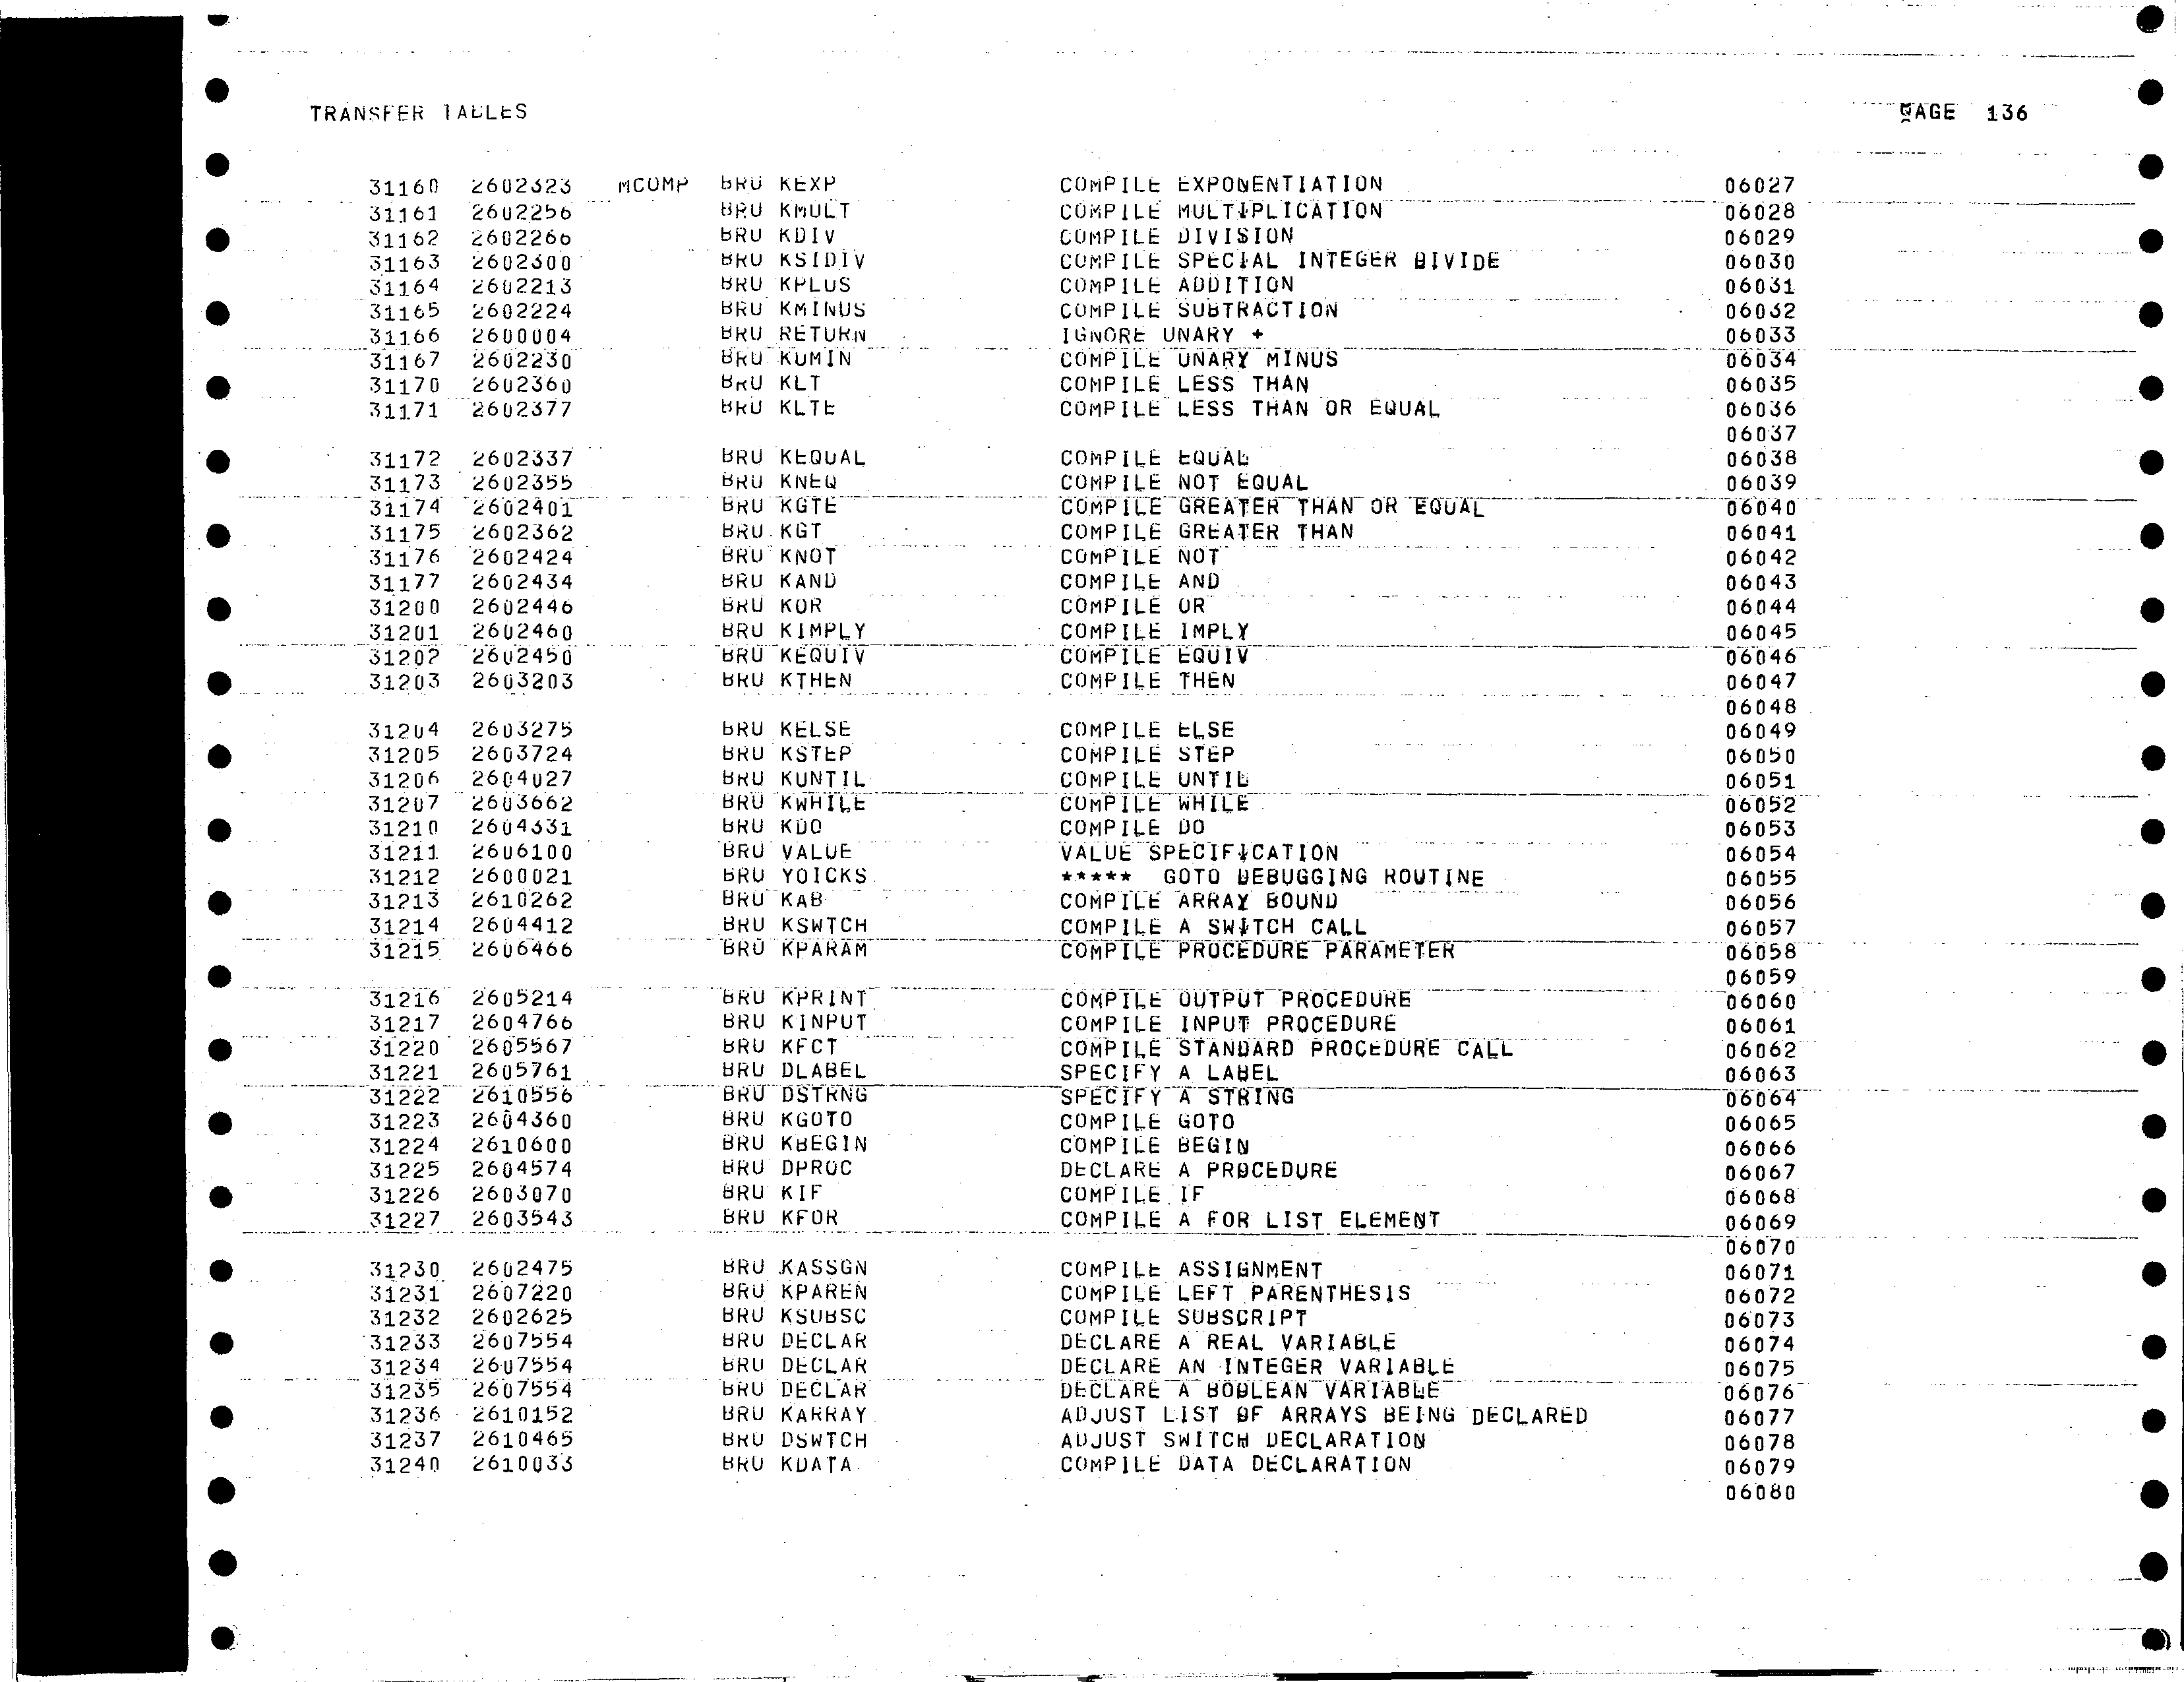 TRANSFER TABLES PAGE 136
31160 2602323 MCOMP BRU KEXP COMPILE EXPONENTIATION 06027
31161 2602256 BRU KMULT COMPILE MULTIPLICATION 06028
31162 2602266 BRU KDIV COMPILE DIVISION 06029
31163 2602300 BRU KSIDIV COMPILE SPECIAL INTEGER DIVIDE 06030
31164 2602213 BRU KPLUS COMPILE ADDITION 06031
31165 2602224 BRU KMINUS COMPILE SUBTRACTION 06032
31166 2600004 BRU RETURN IGNORE UNARY + 06033
31167 2602230 BRU KUMIN COMPILE UNARY MINUS 06034
31170 2602360 BRU KLT COMPILE LESS THAN 06035
31171 2602377 BRU KLTE COMPILE LESS THAN OR EQUAL 06036
06037
31172 2602337 BRU KEQUAL COMPILE EQUAL 06038
31173 2602355 BRU KNEQ COMPILE NOT EQUAL 06039
31174 2602401 BRU KGTE COMPILE GREATER THAN OR EQUAL 06040
31175 2602362 BRU KGT COMPILE GREATER THAN 06041
31176 2602424 BRU KNOT COMPILE NOT 06042
31177 2602434 BRU KAND COMPILE AND 06043
31200 2602446 BRU KOR COMPILE OR 06044
31201 2602460 BRU KIMPLY COMPILE IMPLY 06045
31202 2602450 BRU KEQUIV COMPILE EQUIV 06046
31203 2603203 BRU KTHEN COMPILE THEN 06047
06048
31204 2603275 BRU KELSE COMPILE ELSE 06049
31205 2603724 BRU KSTEP COMPILE STEP 06050
31206 2604027 BRU KUNTIL COMPILE UNTIL 06051
31207 2603662 BRU KWHILE COMPILE WHILE 06052
31210 2604331 BRU KDO COMPILE DO 06053
31211 2606100 BRU VALUE VALUE SPECIFICATION 06054
31212 2600021 BRU YOICKS ***** GOTO DEBUGGING ROUTINE 06055
31213 2610262 BRU KAB COMPILE ARRAY BOUND 06056
31214 2604412 BRU KSWTCH COMPILE A SWITCH CALL 06057
31215 2606466 BRU KPARAM COMPILE PROCEDURE PARAMETER 06058
06059
31216 2605214 BRU KPRINT COMPILE OUTPUT PROCEDURE 06060
31217 2604766 BRU KINPUT COMPILE INPUT PROCEDURE 06061
31220 2605567 BRU KFCT COMPILE STANDARD PROCEDURE CALL 06062
31221 2605761 BRU DLABEL SPECIFY A LABEL 06063
31222 2610556 BRU DSTRNG SPECIFY A STRING 06064
31223 2604360 BRU KGOTO COMPILE GOTO 06065
31224 2610600 BRU KBEGIN COMPILE BEGIN 06066
31225 2604574 BRU DPROC DECLARE A PROCEDURE 06067
31226 2603070 BRU KIF COMPILE IF 06068
31227 2603543 BRU KFOR COMPILE A FOR LIST ELEMENT 06069
06070
31230 2602475 BRU KASSGN COMPILE ASSIGNMENT 06071
31231 2607220 BRU KPAREN COMPILE LEFT PARENTHESIS 06072
31232 2602625 BRU KSUBSC COMPILE SUBSCRIPT 06073
31233 2607554 BRU DECLAR DECLARE A REAL VARIABLE 06074
31234 2607554 BRU DECLAR DECLARE AN INTEGER VARIABLE 06075
31235 2607554 BRU DECLAR DECLARE A BOOLEAN VARIABLE 06076
31236 2610152 BRU KARRAY ADJUST LIST OF ARRAYS BEING DECLARED 06077
31237 2610465 BRU DSWTCH ADJUST SWITCH DECLARATION 06078
31240 2610033 BRU KDATA COMPILE DATA DECLARATION 06079
06080